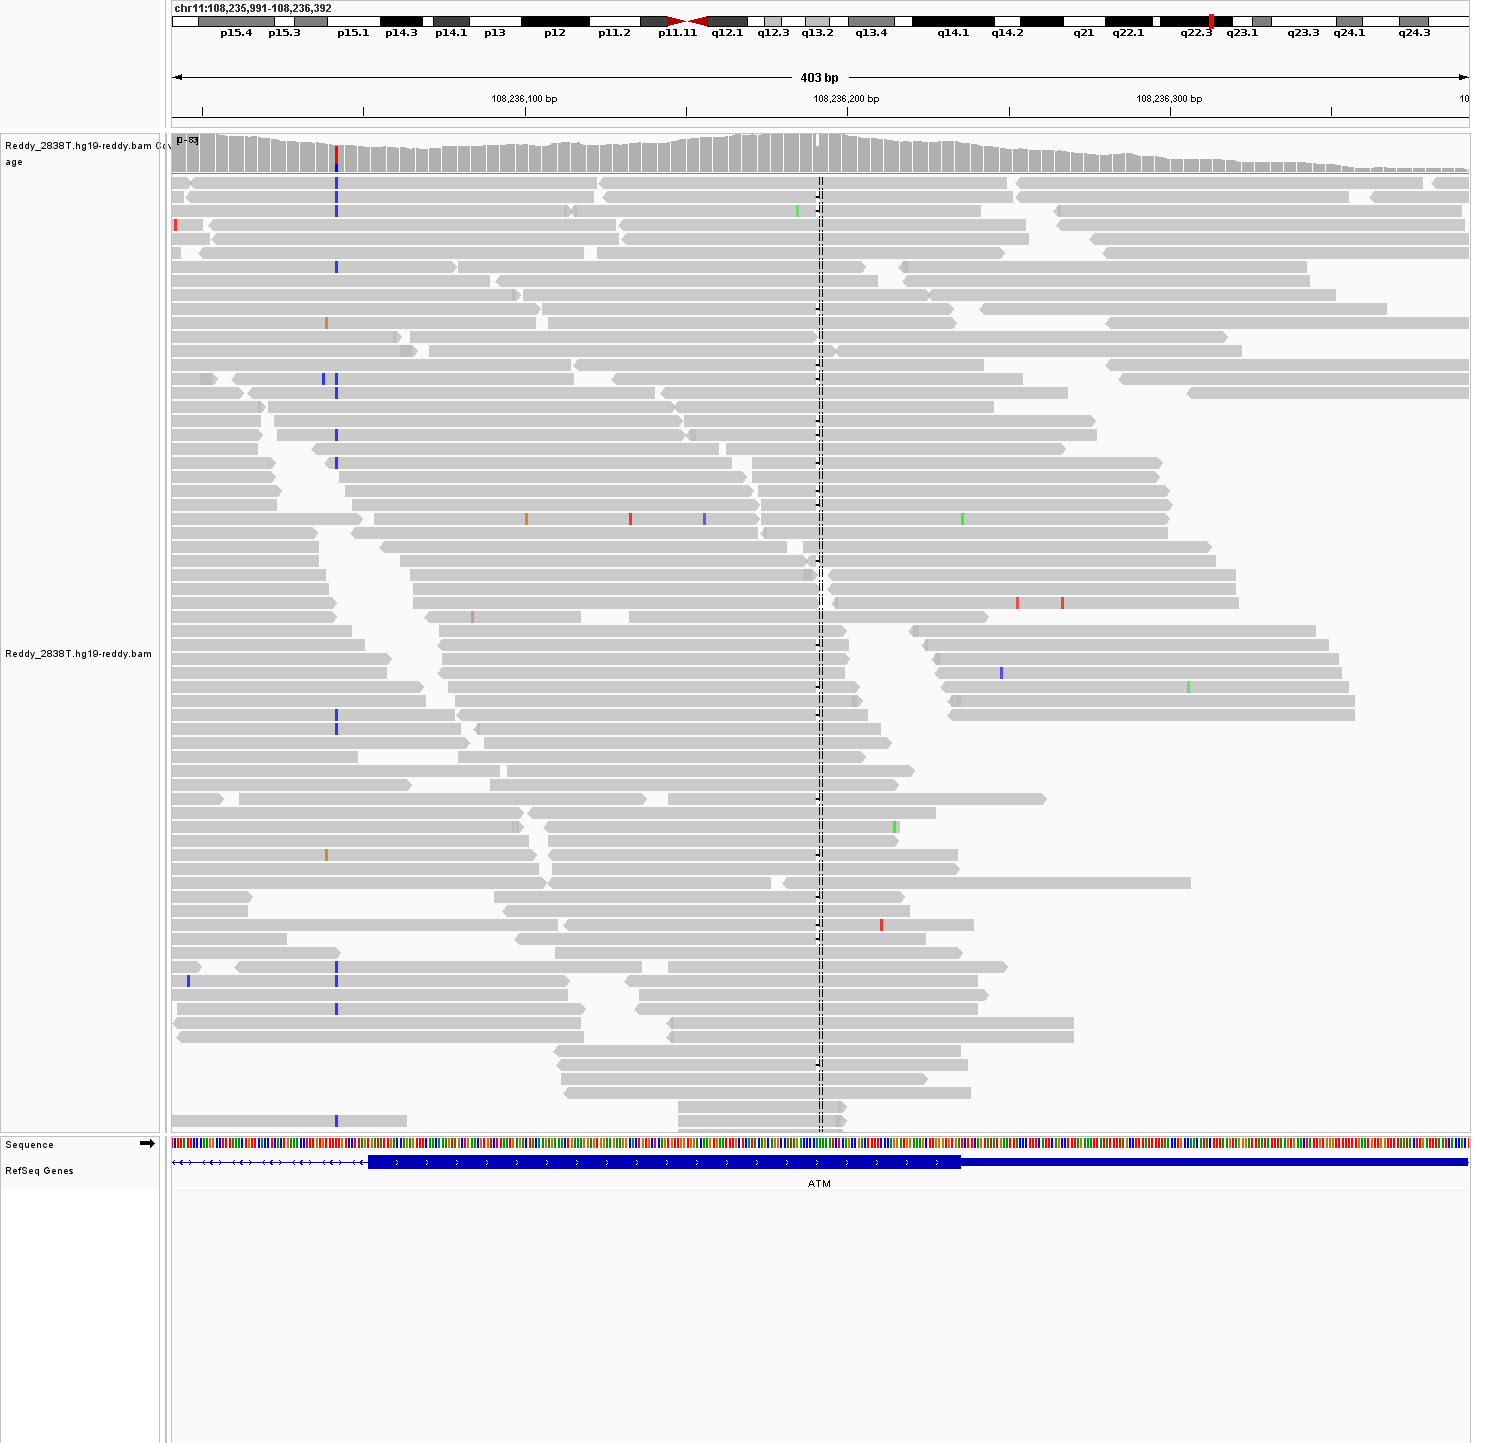 chr11:108,235,991-108,236,392
p15.4 p15.3 p15.1 p14.3 p14.1 p13 p12 p11.2 p11.11 q12.1 q12.3 q13.2 q13.4 q14.1 q14.2 q21 q22.1 q22.3 q23.1 q23.3 q24.1 q24.3
403 bp
108,236,100 bp 108,236,200 bp 108,236,300 bp 10
Reddy_2838T.hg19-reddy.bam Cov
age
Reddy_2838T.hg19-reddy.bam
Sequence
RefSeq Genes
ATM